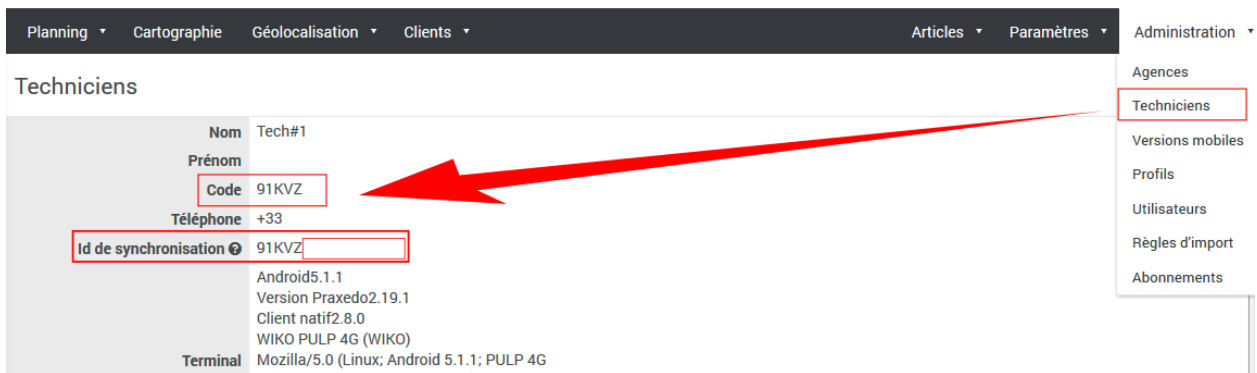 Planning Cartographie Géolocalisation Clients Articles Paramètres Administration
Agences
Techniciens
Versions mobiles
Profils
Utilisateurs
Règles d'import
Abonnements
Techniciens
Nom Tech#1
Prénom
Code 91KVZ
Téléphone +33
Id de synchronisation 91KVZ
Android5.1.1
Version Praxedo2.19.1
Client natif2.8.0
WIKO PULP 4G (WIKO)
Terminal Mozilla/5.0 (Linux; Android 5.1.1; PULP 4G